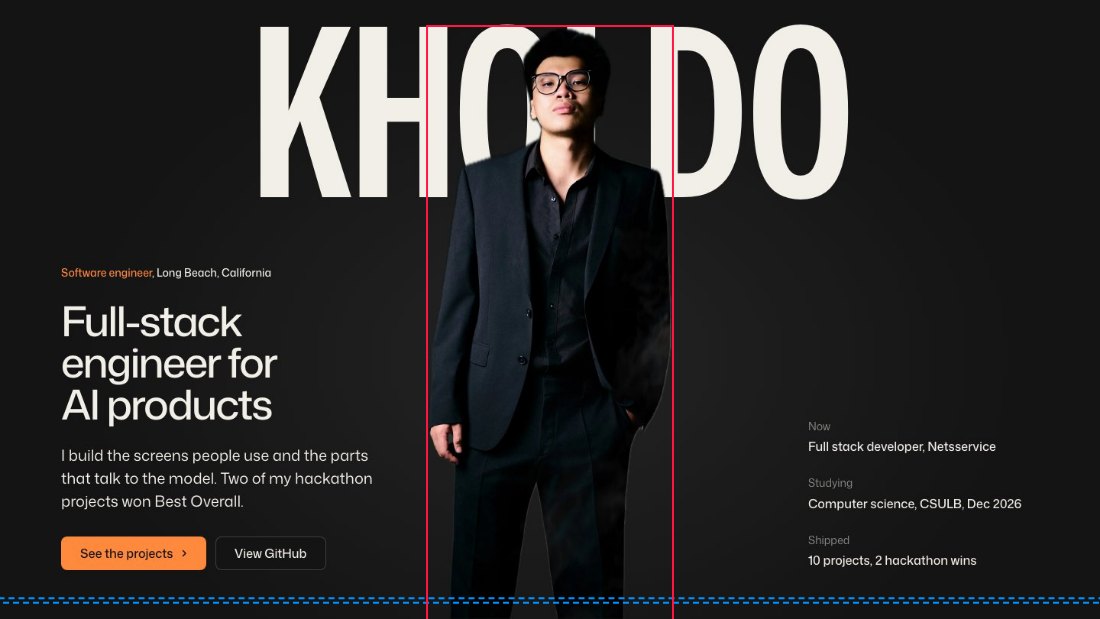 KHOI DO
Software engineer, Long Beach, California
Full-stack
engineer for
AI products
I build the screens people use and the parts
that talk to the model. Two of my hackathon
projects won Best Overall.
See the projects
View GitHub
Now
Full stack developer, Netsservice
Studying
Computer science, CSULB, Dec 2026
Shipped
10 projects, 2 hackathon wins